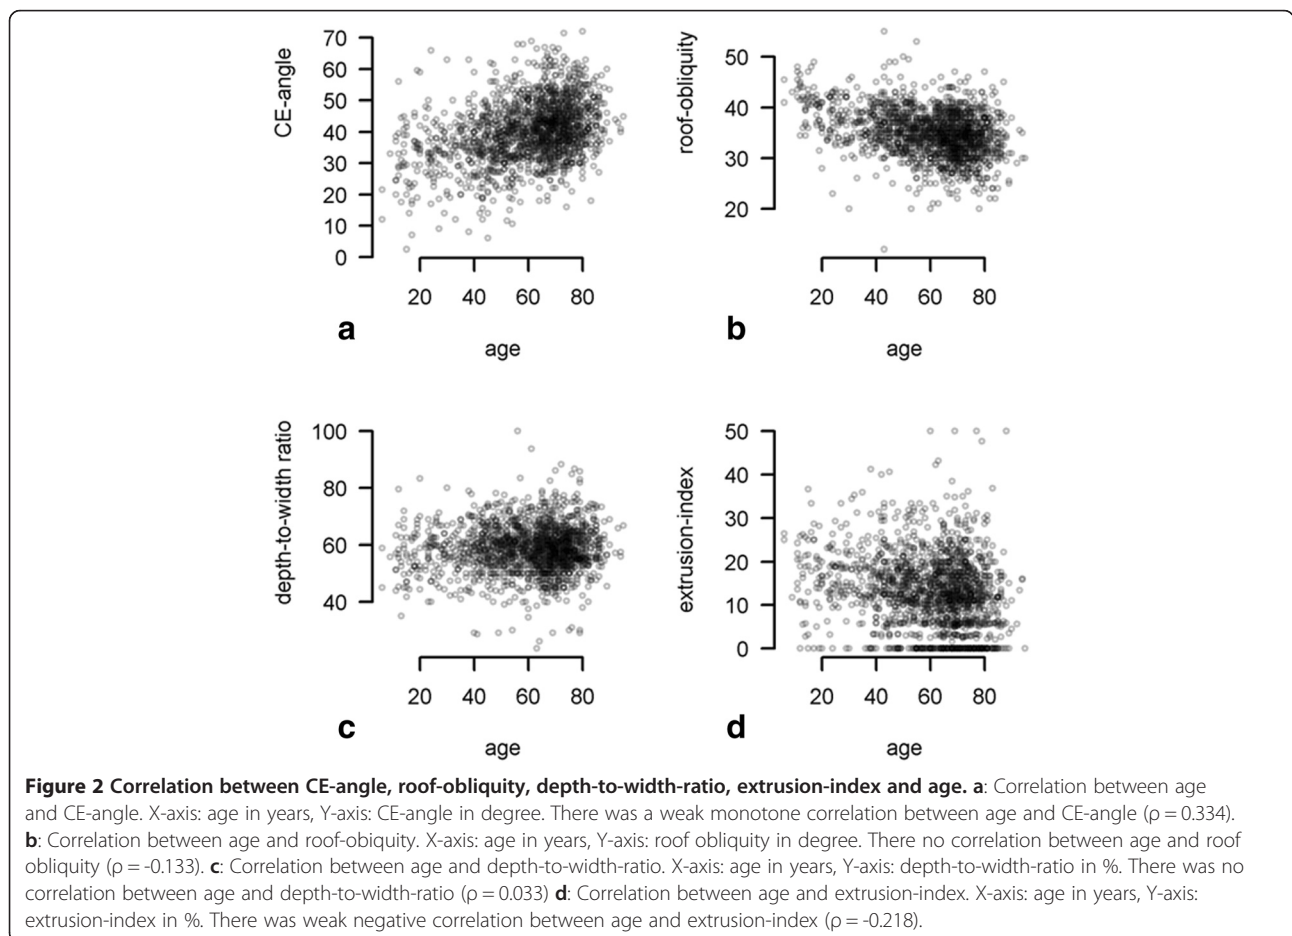 70
60
50
40
30
20
10
0
CE-angle
20 40 60 80
a
age
50
40
30
20
roof-obliquity
20 40 60 80
b
age
100
80
60
40
depth-to-width ratio
20 40 60 80
c
age
50
40
30
20
10
0
extrusion-index
20 40 60 80
d
age
Figure 2 Correlation between CE-angle, roof-obliquity, depth-to-width-ratio, extrusion-index and age. a: Correlation between age
and CE-angle. X-axis: age in years, Y-axis: CE-angle in degree. There was a weak monotone correlation between age and CE-angle (ρ = 0.334).
b: Correlation between age and roof-obiquity. X-axis: age in years, Y-axis: roof obliquity in degree. There no correlation between age and roof
obliquity (ρ = -0.133). c: Correlation between age and depth-to-width-ratio. X-axis: age in years, Y-axis: depth-to-width-ratio in %. There was no
correlation between age and depth-to-width-ratio (ρ = 0.033) d: Correlation between age and extrusion-index. X-axis: age in years, Y-axis:
extrusion-index in %. There was weak negative correlation between age and extrusion-index (ρ = -0.218).